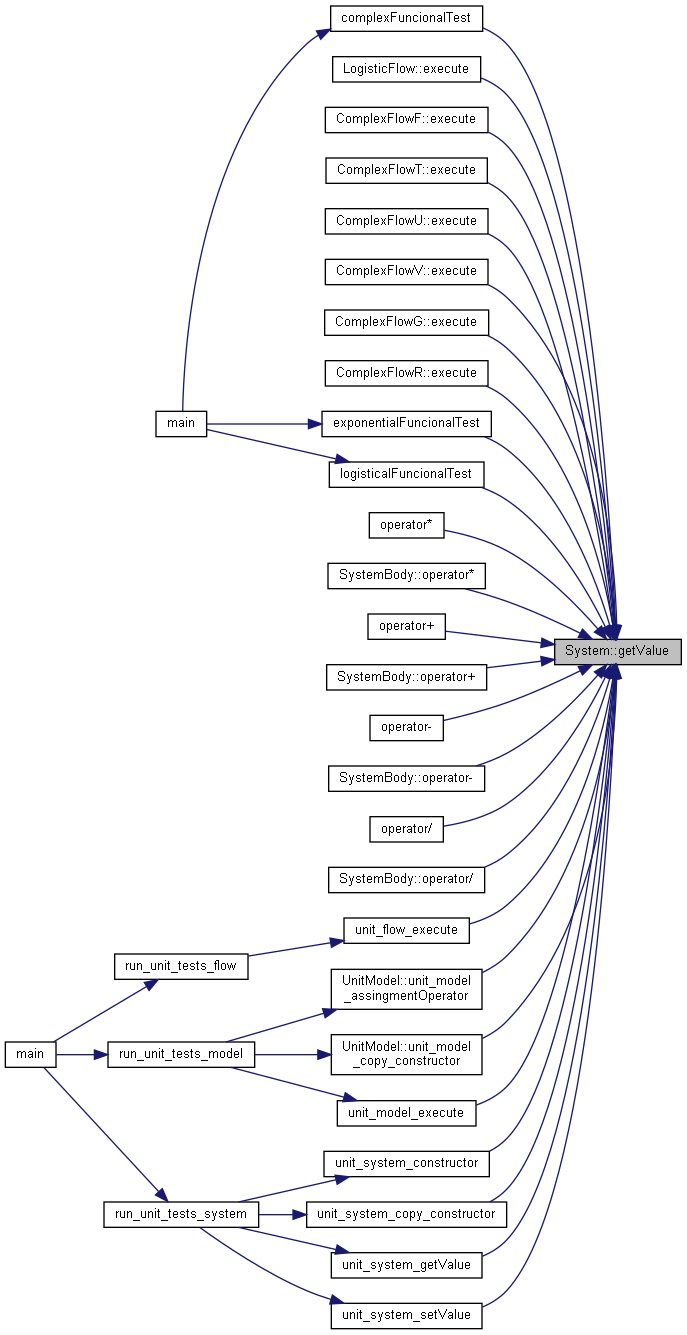 complexFuncionalTest
LogisticFlow::execute
ComplexFlowF::execute
ComplexFlowT::execute
ComplexFlowU::execute
ComplexFlowV::execute
ComplexFlowG::execute
ComplexFlowR::execute
main
exponentialFuncionalTest
logisticalFuncionalTest
operator*
SystemBody::operator*
operator+
System::getValue
SystemBody::operator+
operator-
SystemBody::operator-
operator/
SystemBody::operator/
unit_flow_execute
run_unit_tests_flow
UnitModel::unit_model
_assingmentOperator
main
run_unit_tests_model
UnitModel::unit_model
_copy_constructor
unit_model_execute
unit_system_constructor
run_unit_tests_system
unit_system_copy_constructor
unit_system_getValue
unit_system_setValue